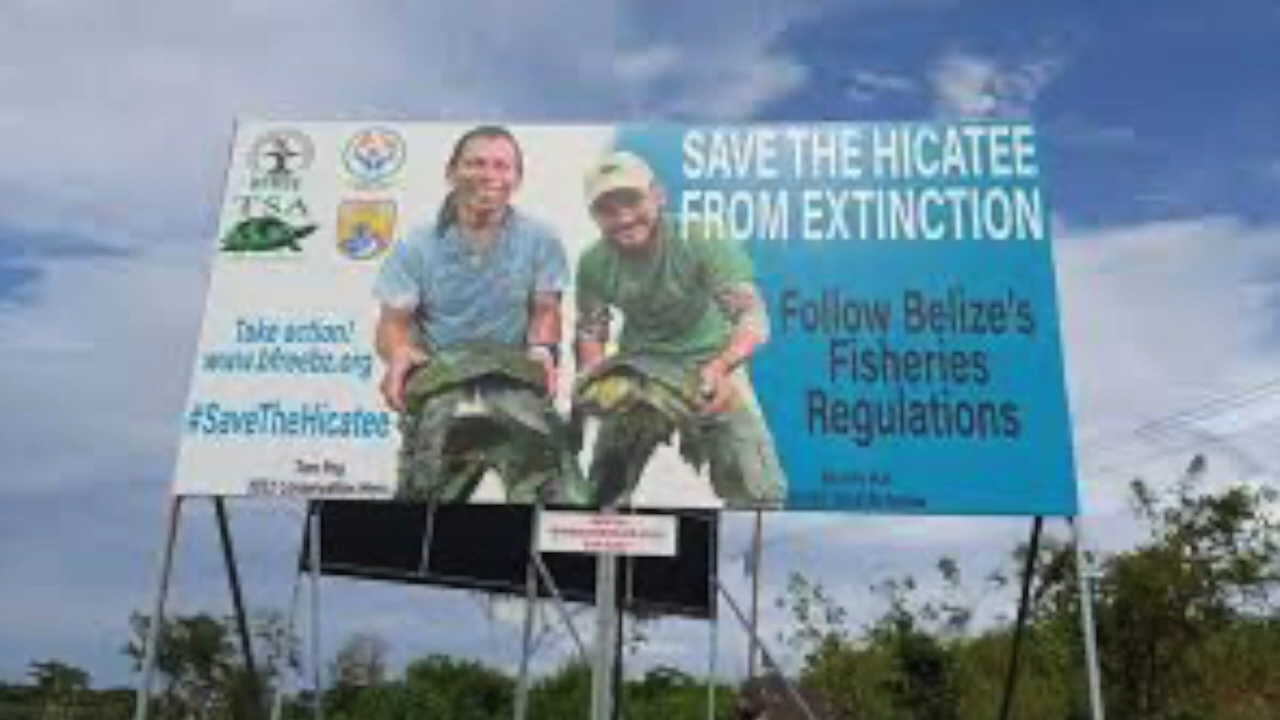 TSA
Take action!
www.bfreebz.org
#SaveTheHicatee
SAVE THE HICATEE
FROM EXTINCTION
Follow Belize's
Fisheries
Regulations